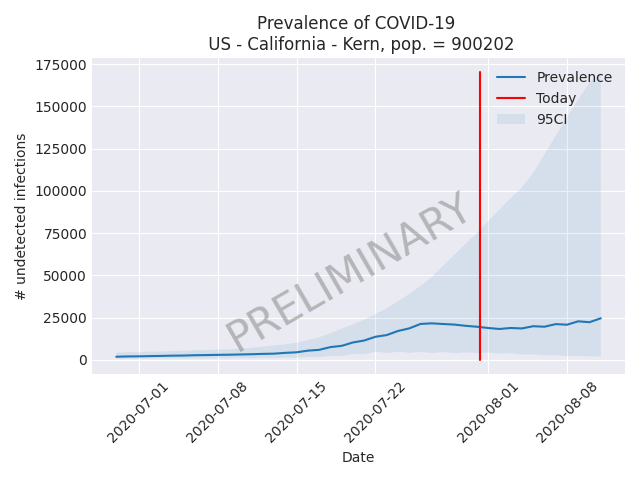 Prevalence of COVID-19
US - California - Kern, pop. = 900202
175000
150000
125000
100000
75000
50000
25000
0
# undetected infections
Prevalence
Today
95CI
PRELIMINARY
2020-07-01
2020-07-08
2020-07-15
2020-07-22
2020-08-01
2020-08-08
Date